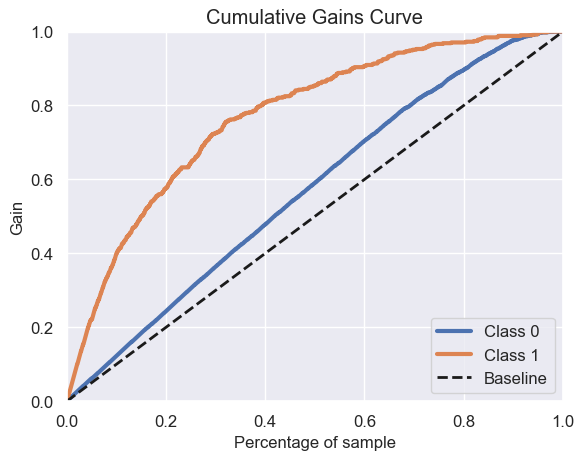 Cumulative Gains Curve
1.0
0.8
0.6
0.4
0.2
0.0
Gain
0.0 0.2 0.4 0.6 0.8 1.0
Percentage of sample
Class 0
Class 1
Baseline